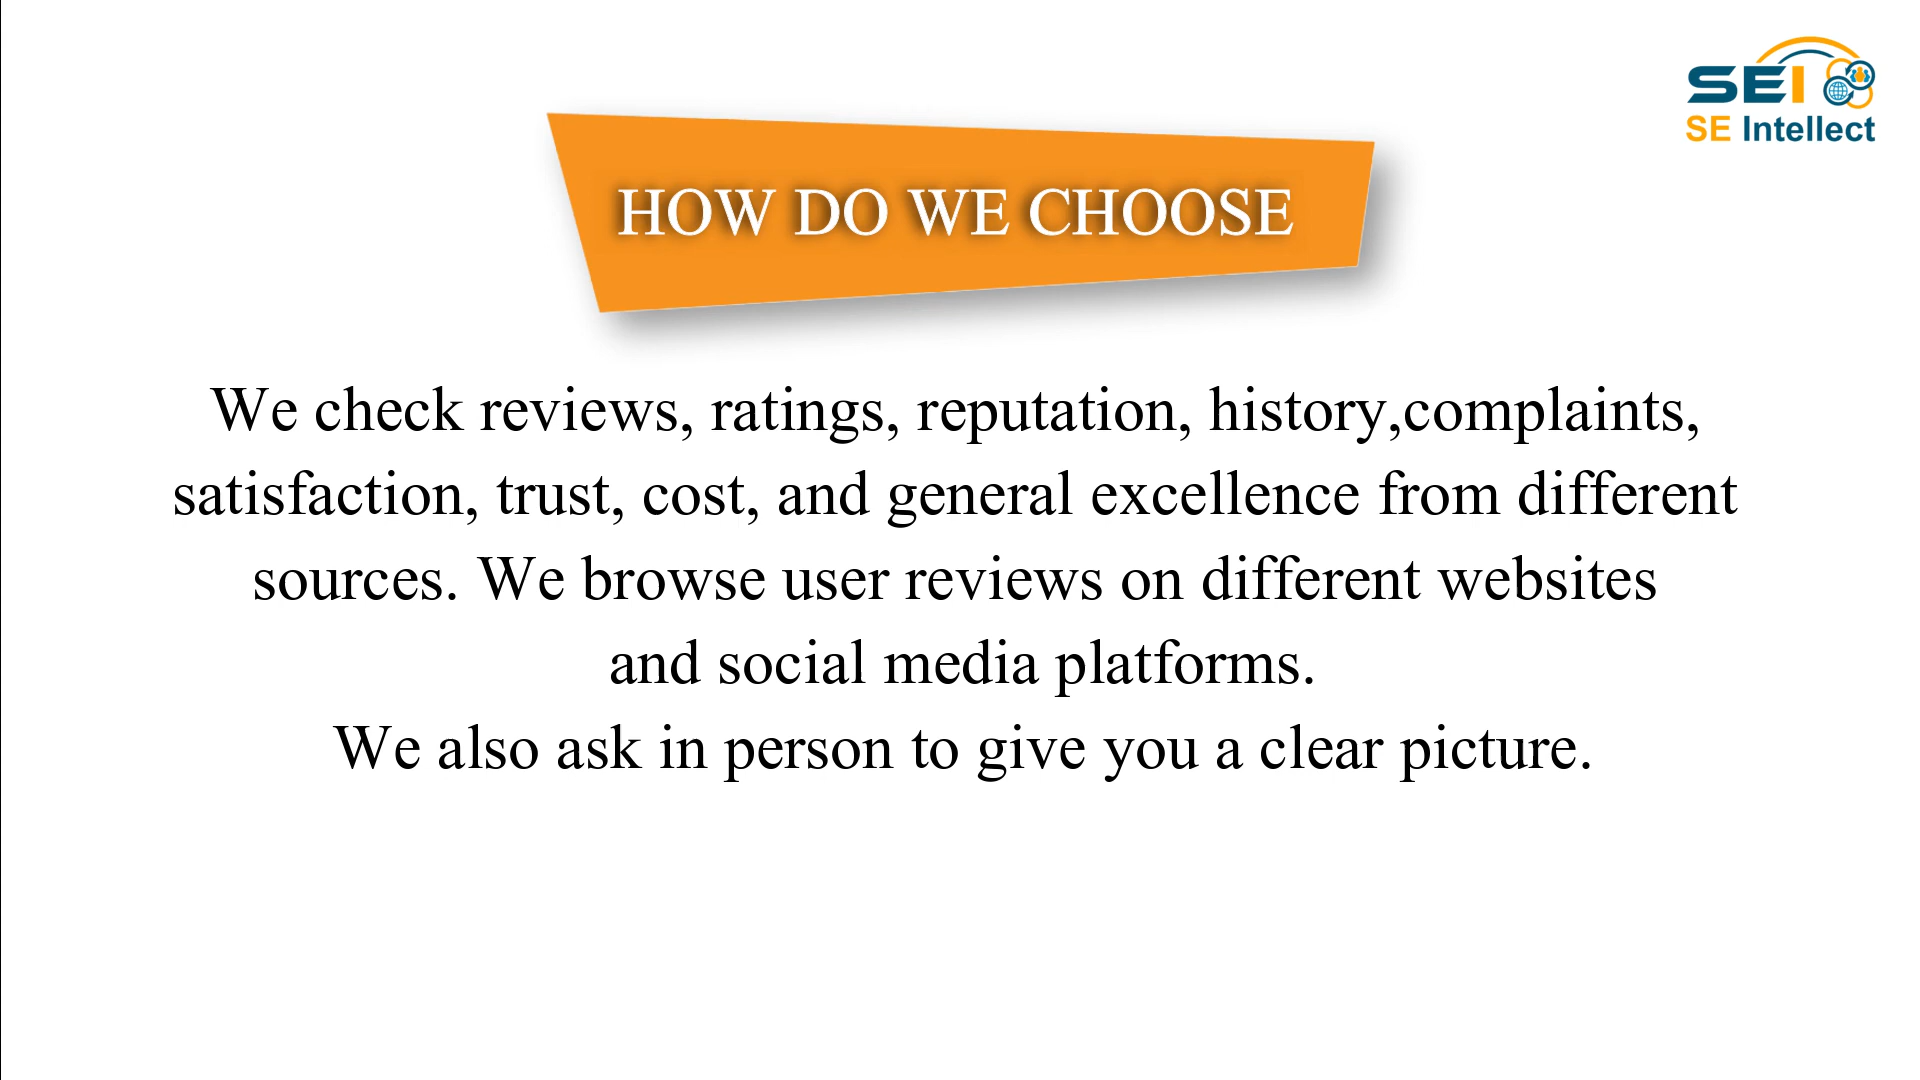 SEI
SE Intellect
HOW DO WE CHOOSE
We check reviews, ratings, reputation, history,complaints,
satisfaction, trust, cost, and general excellence from different
sources. We browse user reviews on different websites
and social media platforms.
We also ask in person to give you a clear picture.